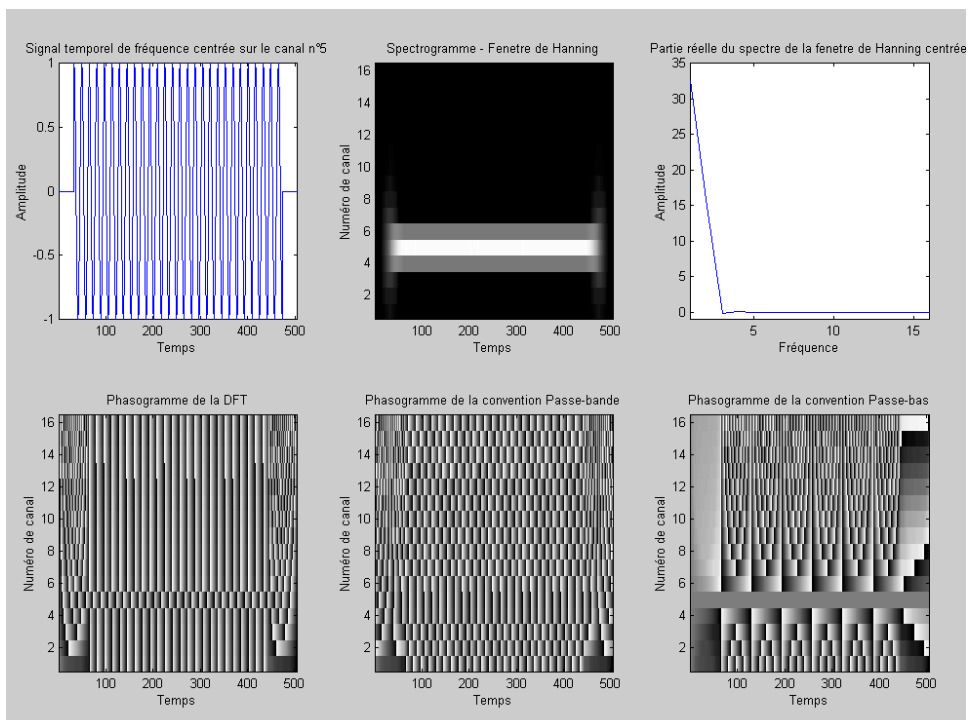 Signal temporel de fréquence centrée sur le canal n°5
1
0.5
0
-0.5
-1
Amplitude
100 200 300 400 500
Temps
Spectrogramme - Fenetre de Hanning
16
14
12
10
8
6
4
2
Numéro de canal
100 200 300 400 500
Temps
Partie réelle du spectre de la fenetre de Hanning centrée
35
30
25
20
15
10
5
0
Amplitude
5 10 15
Fréquence
Phasogramme de la DFT
16
14
12
10
8
6
4
2
Numéro de canal
100 200 300 400 500
Temps
Phasogramme de la convention Passe-bande
16
14
12
10
8
6
4
2
Numéro de canal
100 200 300 400 500
Temps
Phasogramme de la convention Passe-bas
16
14
12
10
8
6
4
2
Numéro de canal
100 200 300 400 500
Temps